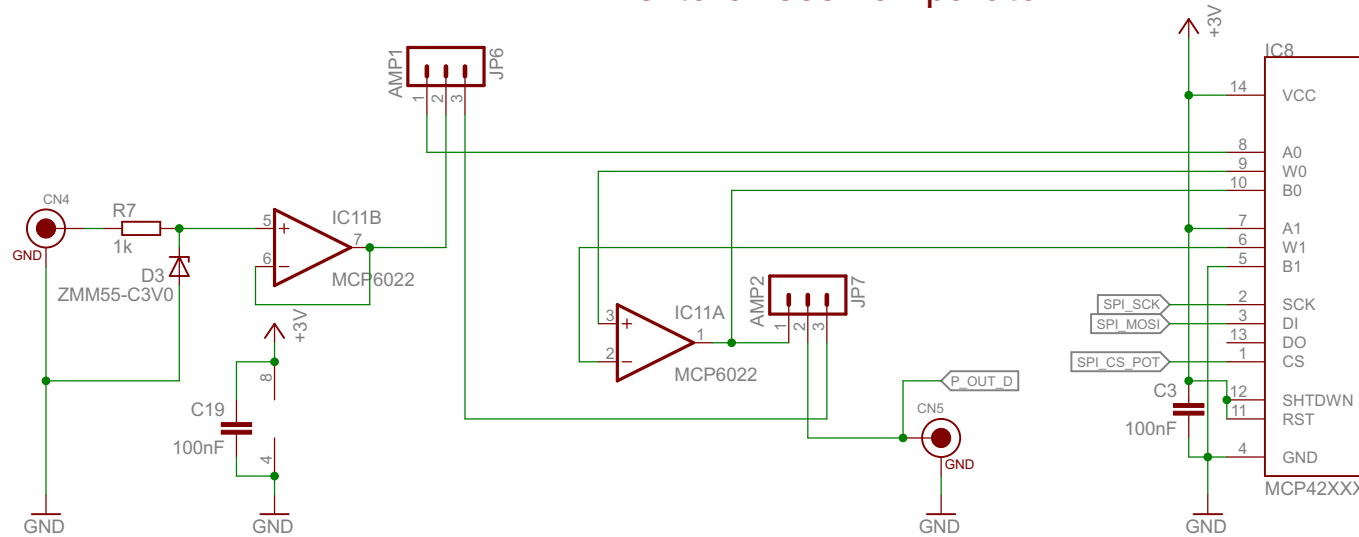 +3V
IC8
AMP1
JP6
1
2
3
14
VCC
8
A0
9
W0
10
B0
CN4
GND
R7
1k
5
+
6
−
IC11B
7
MCP6022
D3
ZMM55-C3V0
7
A1
6
W1
5
B1
AMP2
JP7
1
2
3
IC11A
3
+
2
−
1
MCP6022
SPI_SCK
2
SCK
SPI_MOSI
3
DI
13
DO
SPI_CS_POT
1
CS
+3V
8
4
C19
100nF
P_OUT_D
CN5
GND
C3
100nF
12
SHTDWN
11
RST
4
GND
MCP42XXX
GND
GND
GND
GND